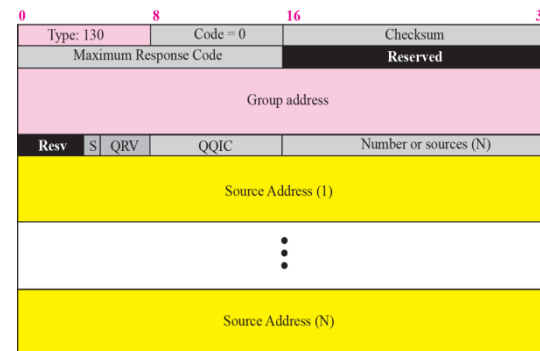 0 8 16 3
Type: 130 Code = 0 Checksum
Maximum Response Code Reserved
Group address
Resv S QRV QQIC Number or sources (N)
Source Address (1)
Source Address (N)